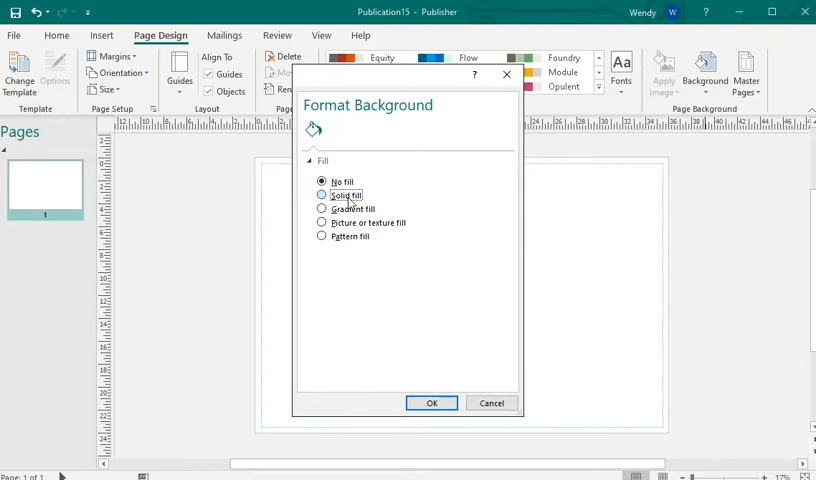 Publication15 - Publisher
Wendy W ?
File Home Insert Page Design Mailings Review View Help
Change Template
Options
Template
Margins
Orientation
Size
Page Setup
Guides
Align To
Guides
Objects
Layout
Delete
Equity Flow Foundry
Module
Opulent
Fonts
Apply Image
Background
Master Pages
Page Background
Pages
1
?
Format Background
Fill
No fill
Solid fill
Gradient fill
Picture or texture fill
Pattern fill
OK Cancel
Page: 1 of 1
17%